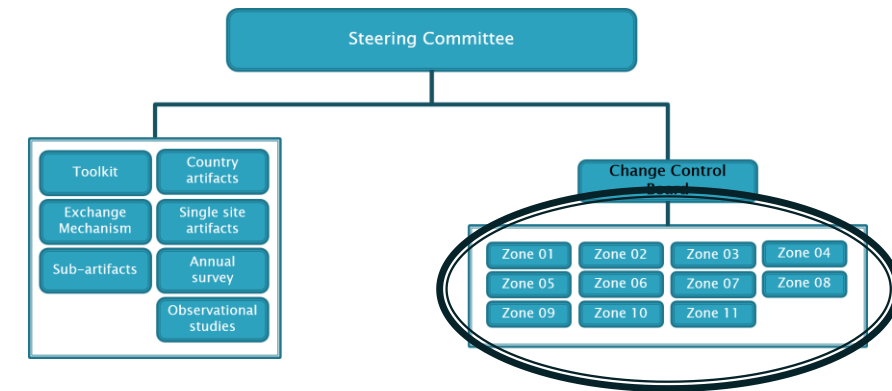 Steering Committee
Toolkit
Country
artifacts
Exchange
Mechanism
Single site
artifacts
Sub-artifacts
Annual
survey
Observational
studies
Change Control
Board
Zone 01
Zone 02
Zone 03
Zone 04
Zone 05
Zone 06
Zone 07
Zone 08
Zone 09
Zone 10
Zone 11